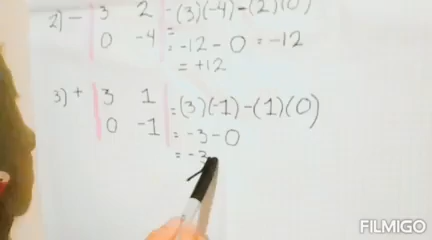 2) - | 3 2 | -(3)(-4)-(2)(0)
| 0 -4 | = -12 - 0 = -12
= +12
3) + | 3 1 | = (3)(-1)-(1)(0)
| 0 -1 | = -3 - 0
= -3
FILMIGO